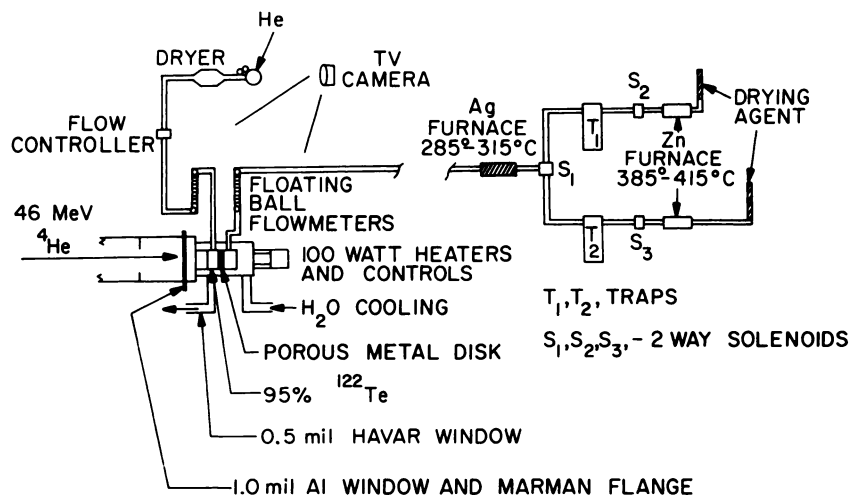 He
DRYER
TV
CAMERA
FLOW
CONTROLLER
FLOATING
BALL
FLOWMETERS
46 MeV
⁴He
100 WATT HEATERS
AND CONTROLS
H₂O COOLING
POROUS METAL DISK
95% ¹²²Te
0.5 mil HAVAR WINDOW
1.0 mil Al WINDOW AND MARMAN FLANGE
Ag
FURNACE
285°-315°C
S₁
T₁
S₂
Zn
FURNACE
385°-415°C
DRYING
AGENT
T₂
S₃
T₁, T₂, TRAPS
S₁, S₂, S₃, - 2 WAY SOLENOIDS